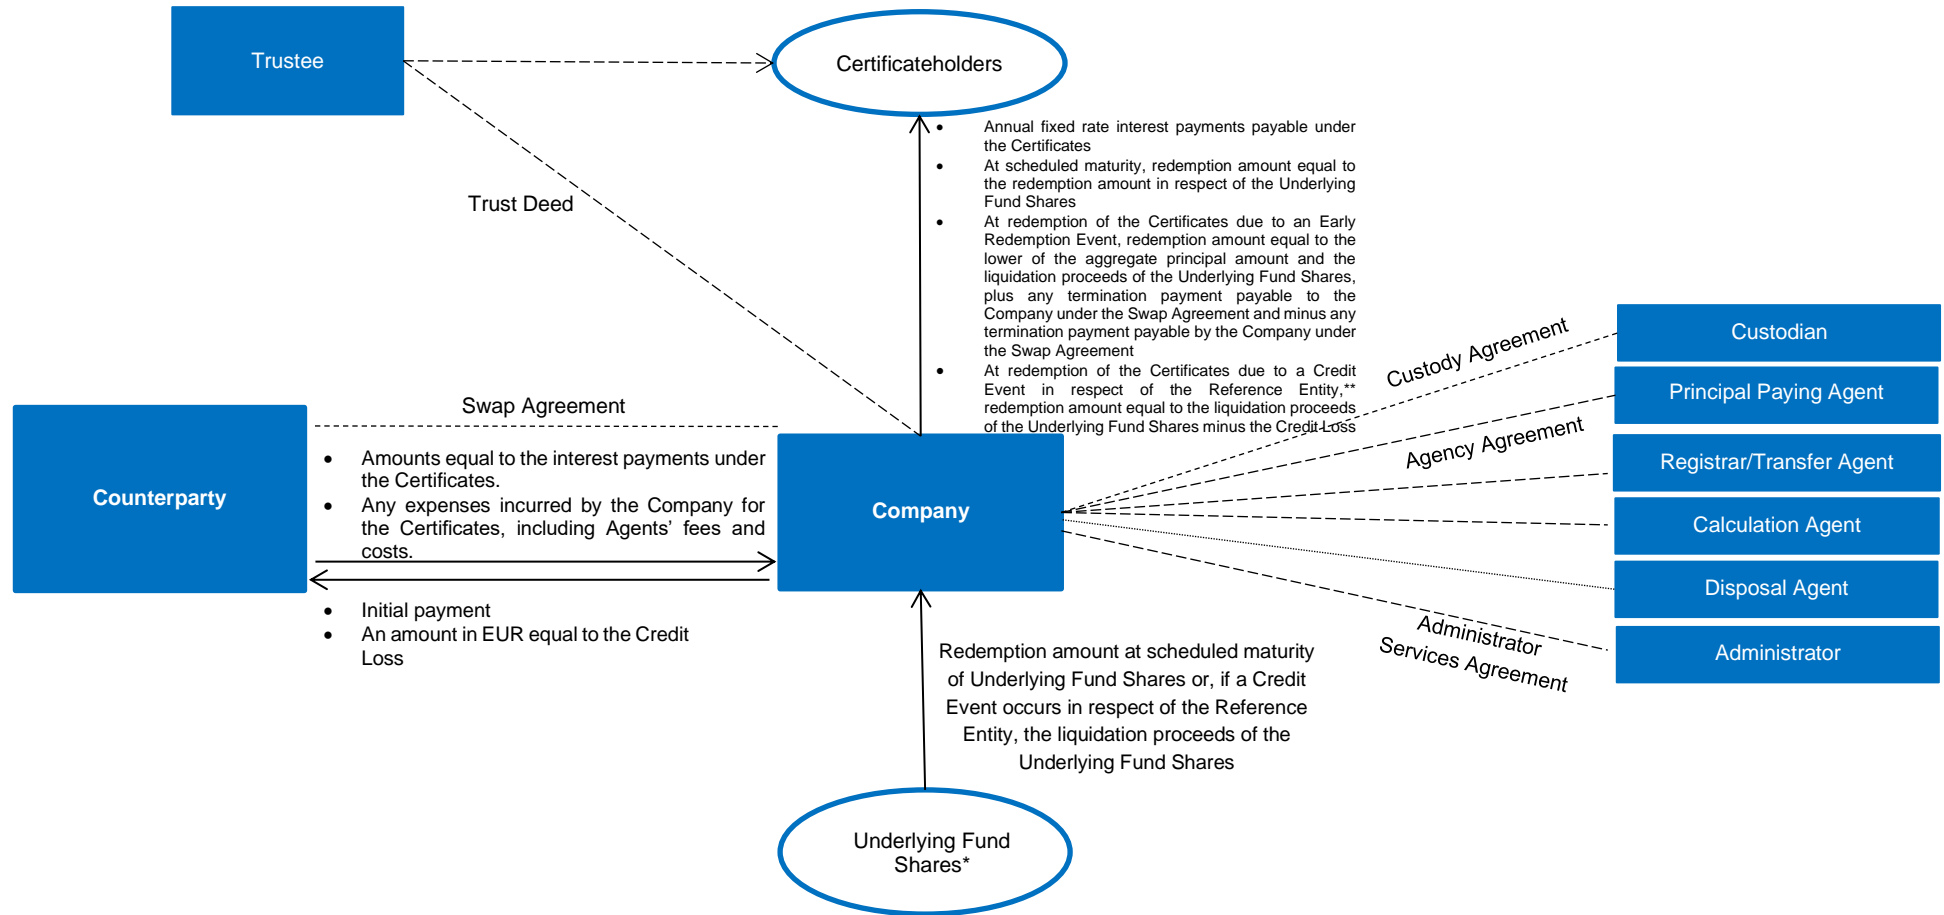 Trustee
Certificateholders
• Annual fixed rate interest payments payable under
the Certificates
• At scheduled maturity, redemption amount equal to
the redemption amount in respect of the Underlying
Fund Shares
• At redemption of the Certificates due to an Early
Redemption Event, redemption amount equal to the
lower of the aggregate principal amount and the
liquidation proceeds of the Underlying Fund Shares,
plus any termination payment payable to the
Company under the Swap Agreement and minus any
termination payment payable by the Company under
the Swap Agreement
• At redemption of the Certificates due to a Credit
Event in respect of the Reference Entity,**
redemption amount equal to the liquidation proceeds
of the Underlying Fund Shares minus the Credit Loss
Trust Deed
Swap Agreement
Counterparty
• Amounts equal to the interest payments under
the Certificates.
• Any expenses incurred by the Company for
the Certificates, including Agents’ fees and
costs.
• Initial payment
• An amount in EUR equal to the Credit
Loss
Company
Custody Agreement
Agency Agreement
Administrator
Services Agreement
Custodian
Principal Paying Agent
Registrar/Transfer Agent
Calculation Agent
Disposal Agent
Administrator
Redemption amount at scheduled maturity
of Underlying Fund Shares or, if a Credit
Event occurs in respect of the Reference
Entity, the liquidation proceeds of the
Underlying Fund Shares
Underlying Fund
Shares*